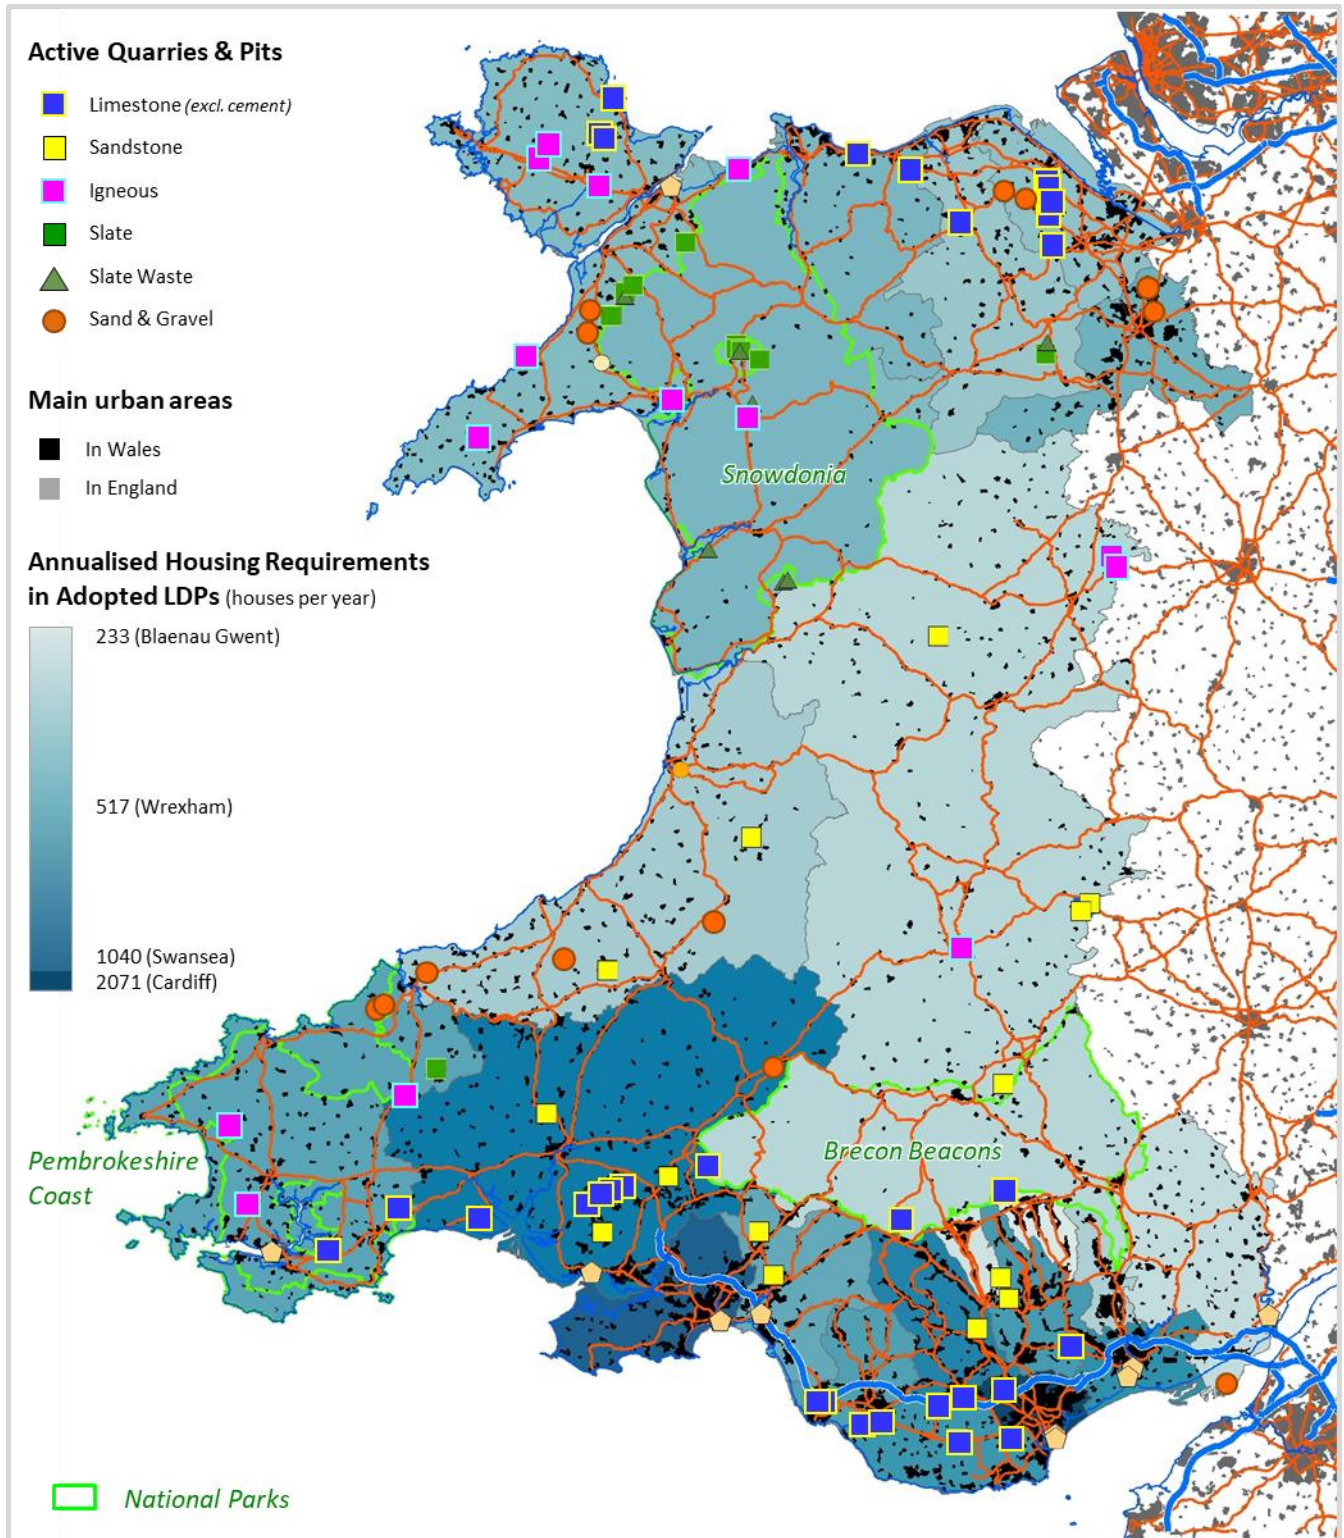 Active Quarries & Pits
Limestone (excl. cement)
Sandstone
Igneous
Slate
Slate Waste
Sand & Gravel
Main urban areas
In Wales
In England
Annualised Housing Requirements
in Adopted LDPs (houses per year)
233 (Blaenau Gwent)
517 (Wrexham)
1040 (Swansea)
2071 (Cardiff)
Snowdonia
Brecon Beacons
Pembrokeshire
Coast
National Parks